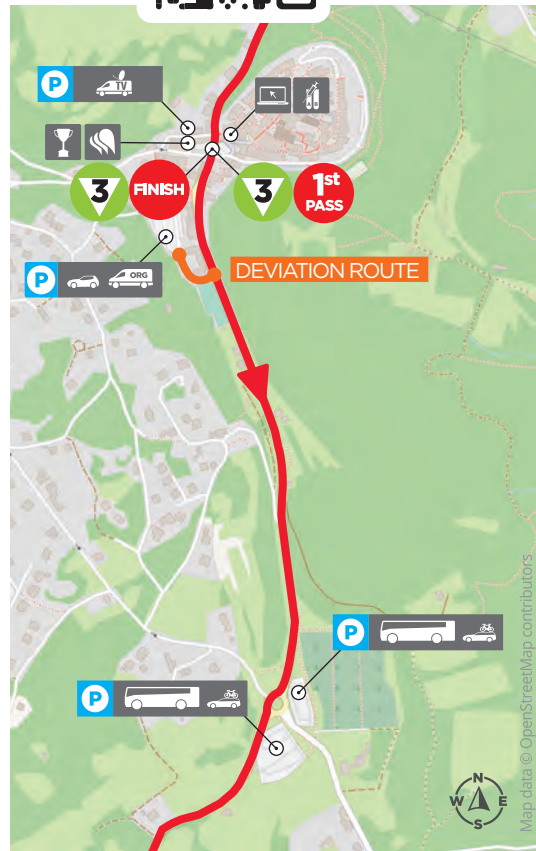 P TV
3 FINISH
3 1st
PASS
P ORG
DEVIATION ROUTE
P
P
N
W E
S
Map data © OpenStreetMap contributors